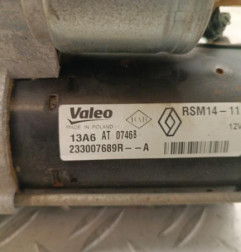 Valeo
RSM14-11
MADE IN POLAND
12V
13A6 AT 07468
233007689R--A